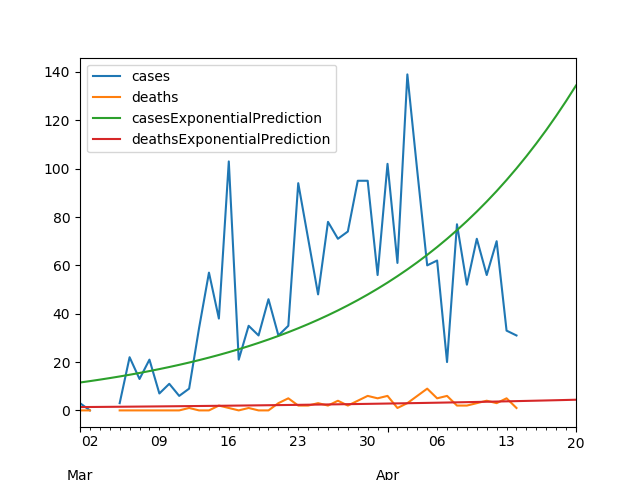 cases
deaths
casesExponentialPrediction
deathsExponentialPrediction
140
120
100
80
60
40
20
0
02 09 16 23 30 06 13 20
Mar Apr